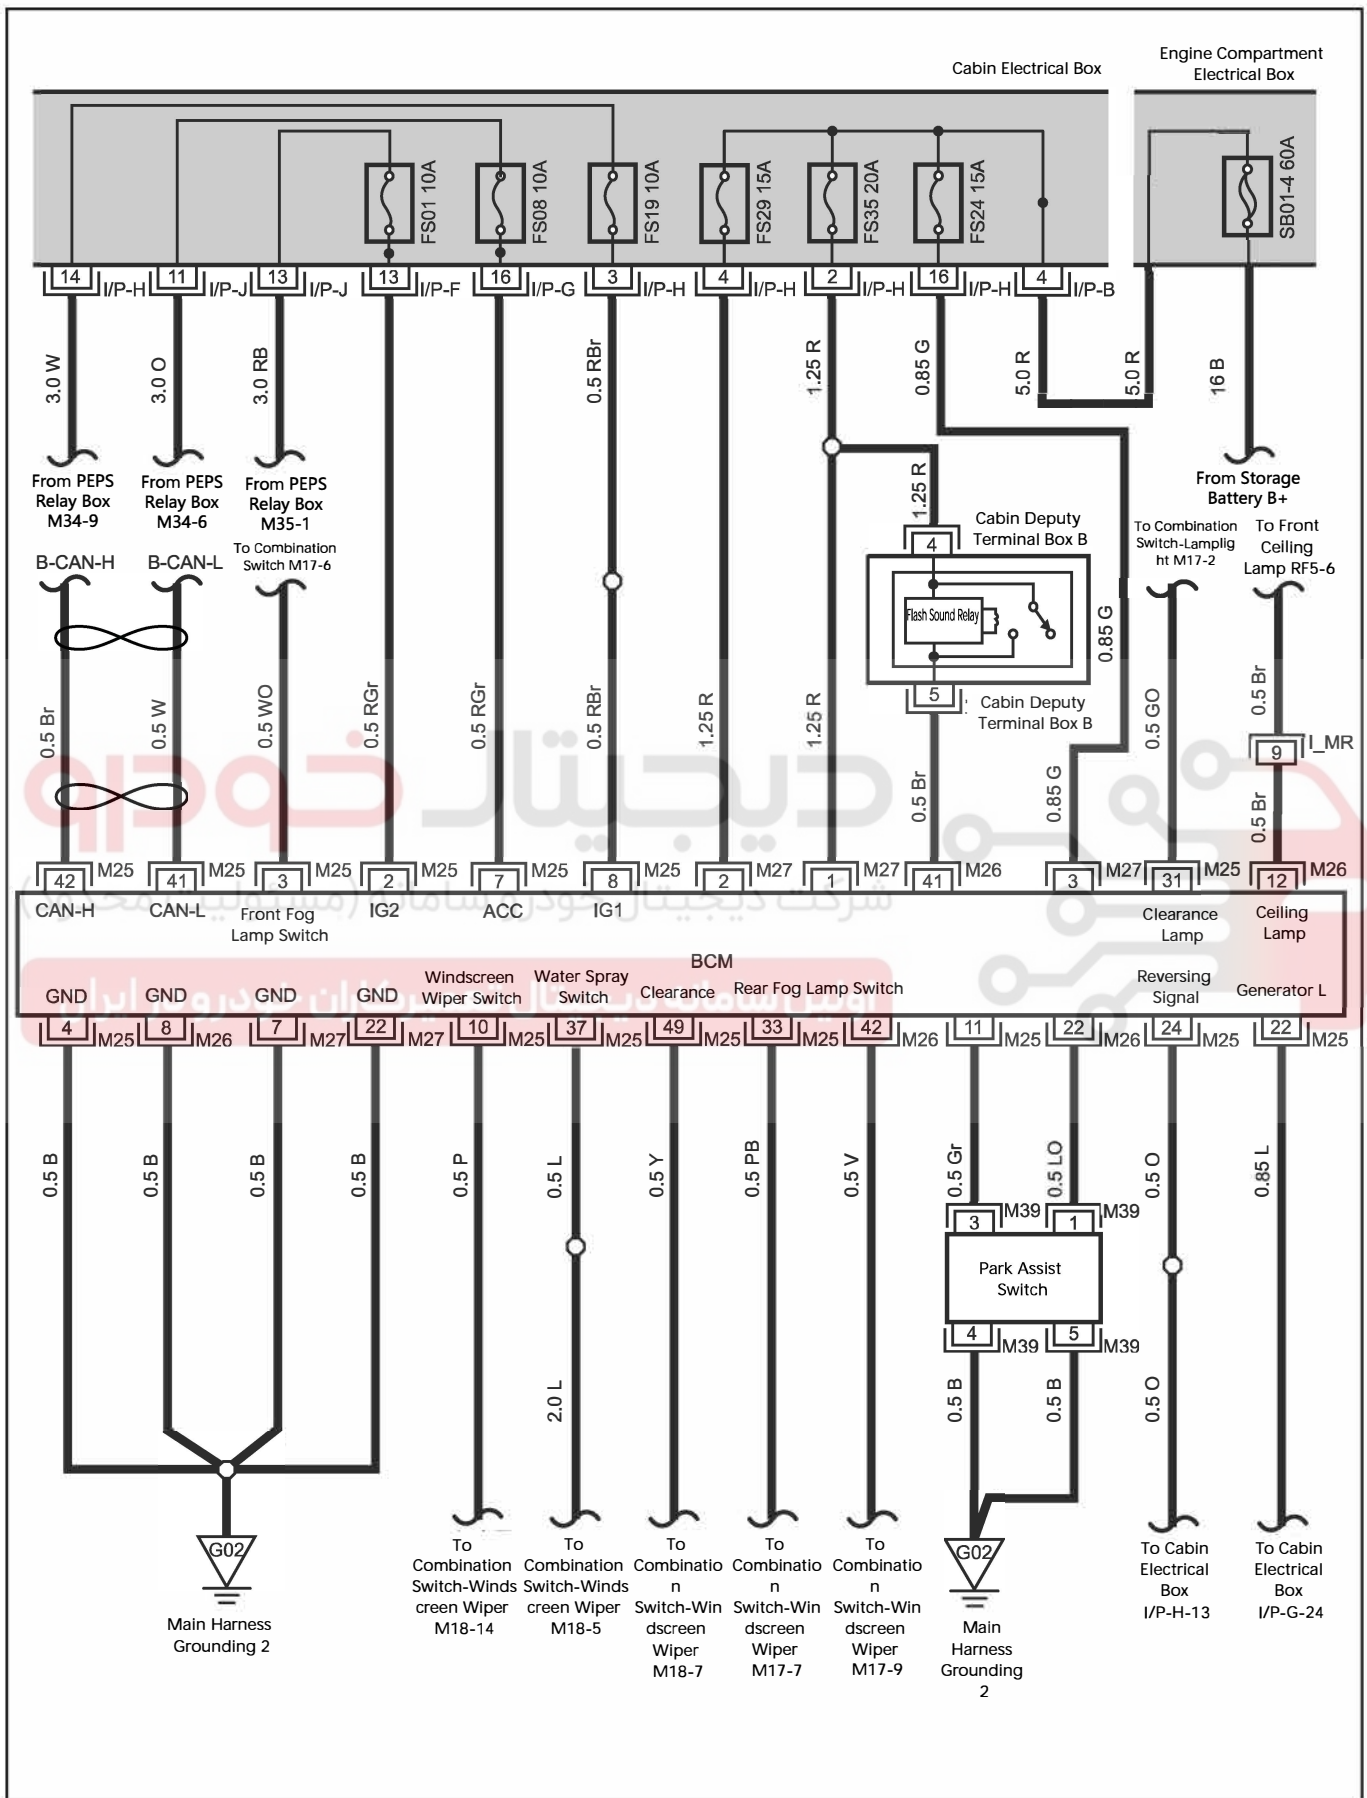 Cabin Electrical Box
Engine Compartment
Electrical Box
FS01 10A
FS08 10A
FS19 10A
FS29 15A
FS35 20A
FS24 15A
SB01-4 60A
14 I/P-H
11 I/P-J
13 I/P-J
13 I/P-F
16 I/P-G
3 I/P-H
4 I/P-H
2 I/P-H
16 I/P-H
4 I/P-B
3.0 W
3.0 O
3.0 RB
0.5 RBr
1.25 R
0.85 G
5.0 R
5.0 R
16 B
From PEPS
Relay Box
M34-9
From PEPS
Relay Box
M34-6
From PEPS
Relay Box
M35-1
From Storage
Battery B+
B-CAN-H
B-CAN-L
To Combination
Switch M17-6
1.25 R
Cabin Deputy
Terminal Box B
4
Flash Sound Relay
5
Cabin Deputy
Terminal Box B
0.85 G
To Combination
Switch-Lamplig
ht M17-2
To Front
Ceiling
Lamp RF5-6
0.5 Br
0.5 W
0.5 WO
0.5 RGr
0.5 RGr
0.5 RBr
1.25 R
1.25 R
0.5 Br
0.85 G
0.5 GO
0.5 Br
9 I_MR
0.5 Br
دیجیتال خودرو
شرکت دیجیتال خودرو سامانه (مسئولیت محدود)
42 M25
41 M25
3 M25
2 M25
7 M25
8 M25
2 M27
1 M27
41 M26
3 M27
31 M25
12 M26
CAN-H
CAN-L
Front Fog
Lamp Switch
IG2
ACC
IG1
Clearance
Lamp
Ceiling
Lamp
BCM
اولین سامانه دیجیتال تعمیرکاران خودرو در ایران
GND
GND
GND
GND
Windscreen
Wiper Switch
Water Spray
Switch
Clearance
Rear Fog Lamp Switch
Reversing
Signal
Generator L
4 M25
8 M26
7 M27
22 M27
10 M25
37 M25
49 M25
33 M25
42 M26
11 M25
22 M26
24 M25
22 M25
0.5 B
0.5 B
0.5 B
0.5 B
0.5 P
0.5 L
0.5 Y
0.5 PB
0.5 V
0.5 Gr
0.5 LO
0.5 O
0.85 L
3 M39
1 M39
Park Assist
Switch
4 M39
5 M39
2.0 L
0.5 B
0.5 B
0.5 O
G02
Main Harness
Grounding 2
To
Combination
Switch-Winds
creen Wiper
M18-14
To
Combination
Switch-Winds
creen Wiper
M18-5
To
Combinatio
n
Switch-Win
dscreen
Wiper
M18-7
To
Combinatio
n
Switch-Win
dscreen
Wiper
M17-7
To
Combinatio
n
Switch-Win
dscreen
Wiper
M17-9
G02
Main
Harness
Grounding
2
To Cabin
Electrical
Box
I/P-H-13
To Cabin
Electrical
Box
I/P-G-24